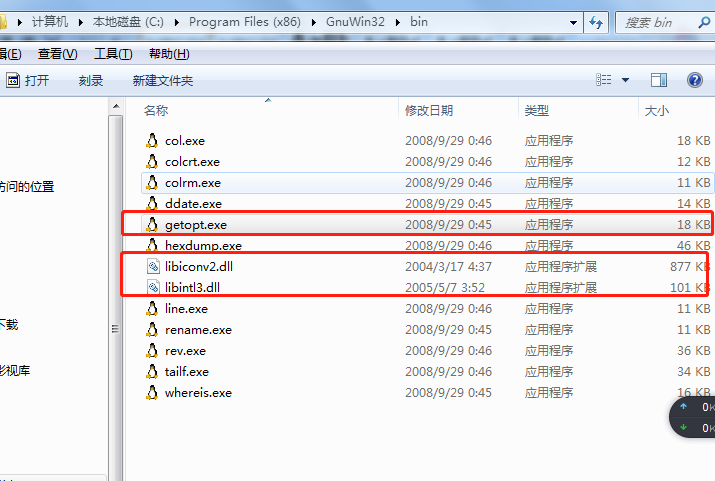 计算机 ▸ 本地磁盘 (C:) ▸ Program Files (x86) ▸ GnuWin32 ▸ bin 搜索 bin
(E) 查看(V) 工具(T) 帮助(H)
打开 刻录 新建文件夹
名称 修改日期 类型 大小
col.exe 2008/9/29 0:46 应用程序 18 KB
colcrt.exe 2008/9/29 0:46 应用程序 12 KB
colrm.exe 2008/9/29 0:46 应用程序 11 KB
访问的位置
ddate.exe 2008/9/29 0:45 应用程序 14 KB
getopt.exe 2008/9/29 0:45 应用程序 18 KB
hexdump.exe 2008/9/29 0:46 应用程序 46 KB
libiconv2.dll 2004/3/17 4:37 应用程序扩展 877 KB
libintl3.dll 2005/5/7 3:52 应用程序扩展 101 KB
line.exe 2008/9/29 0:46 应用程序 11 KB
下载
rename.exe 2008/9/29 0:45 应用程序 11 KB
rev.exe 2008/9/29 0:46 应用程序 36 KB
影视库
tailf.exe 2008/9/29 0:46 应用程序 34 KB
whereis.exe 2008/9/29 0:45 应用程序 16 KB
0K
0K